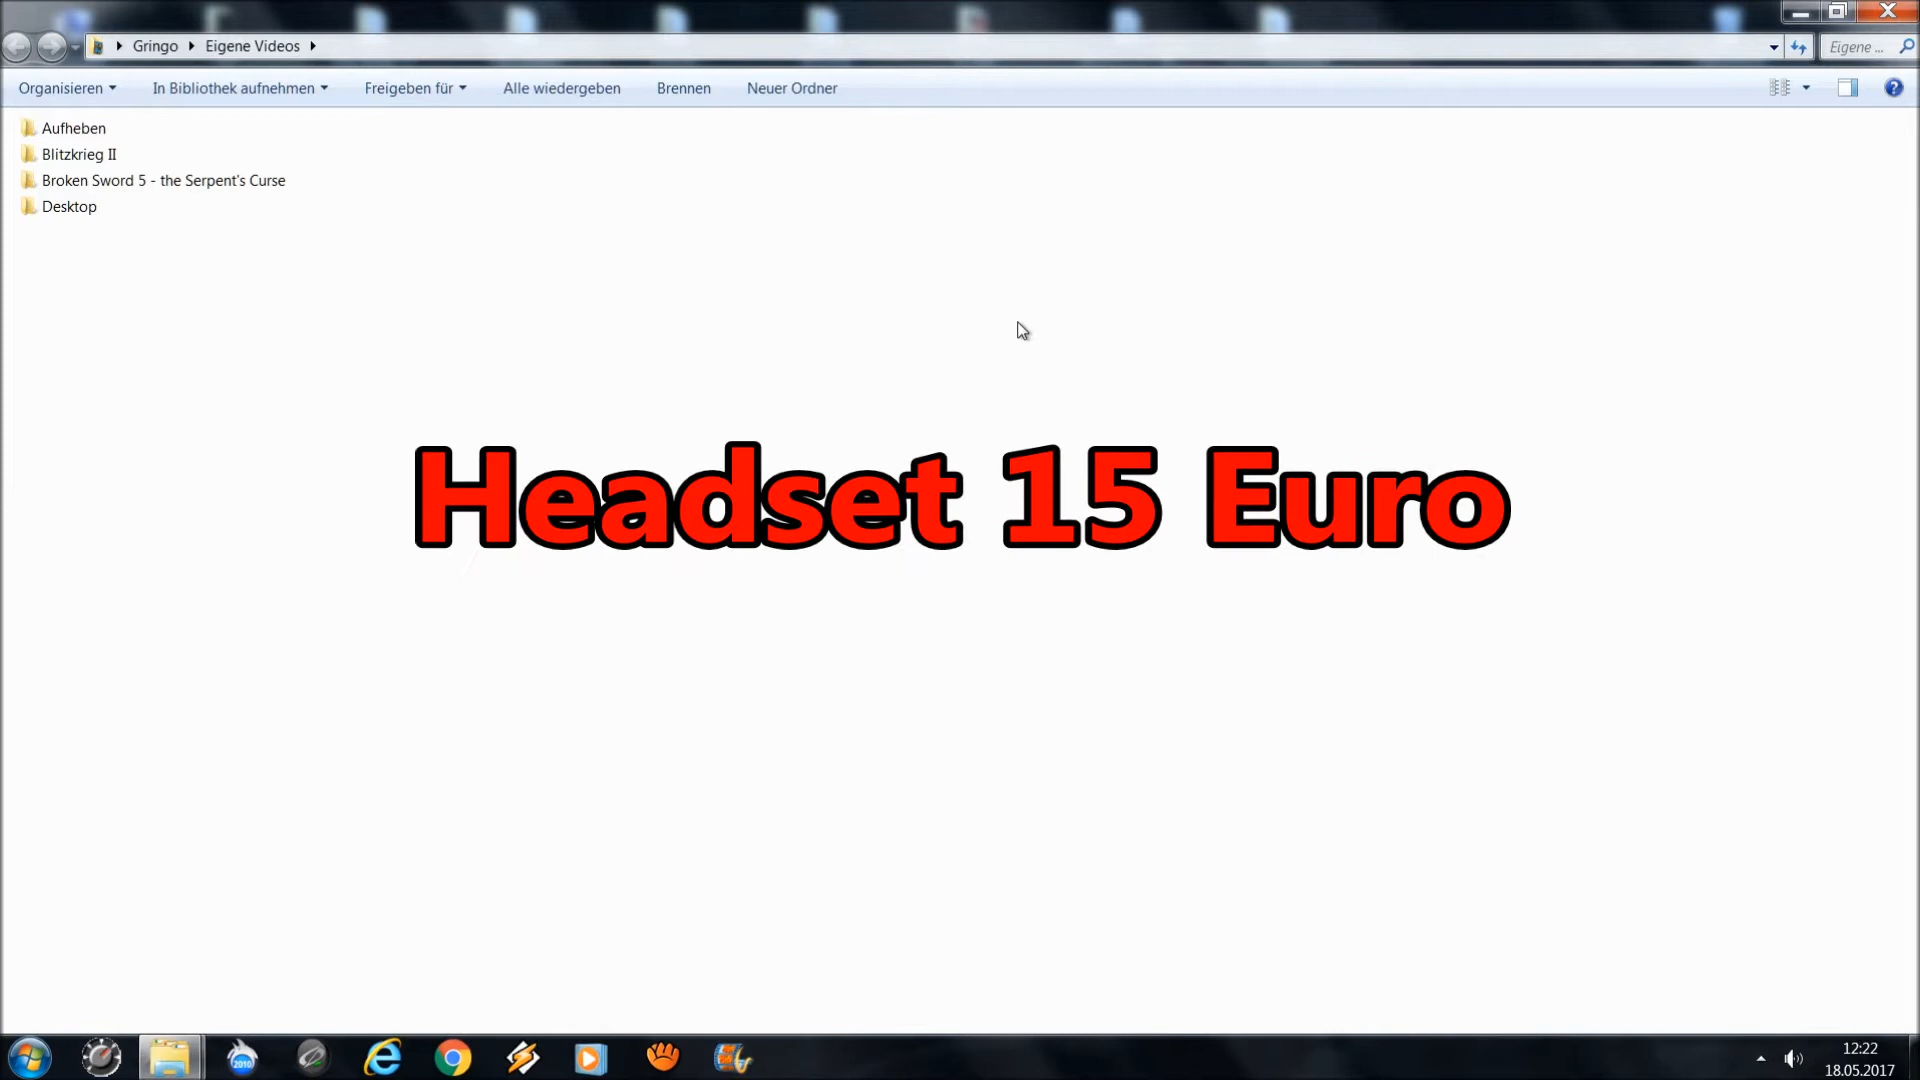 Gringo Eigene Videos
Eigene ...
Organisieren In Bibliothek aufnehmen Freigeben für Alle wiedergeben Brennen Neuer Ordner
Aufheben
Blitzkrieg II
Broken Sword 5 - the Serpent's Curse
Desktop
Headset 15 Euro
2010
12:22
18.05.2017